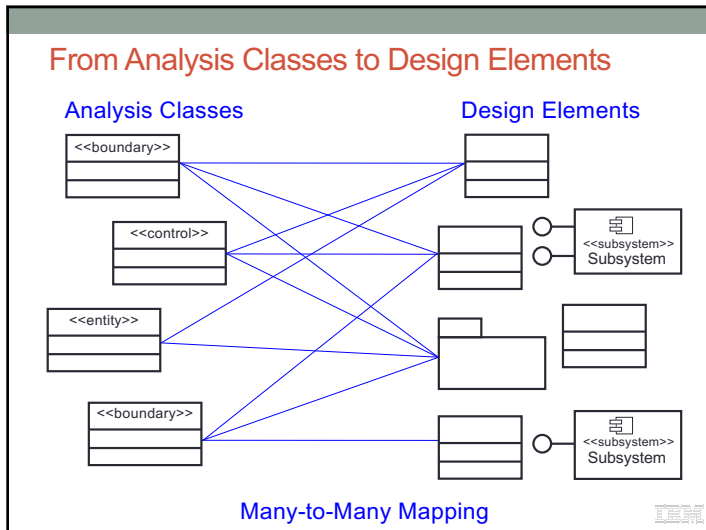 From Analysis Classes to Design Elements
Analysis Classes
Design Elements
<<boundary>>
<<control>>
<<subsystem>>
Subsystem
<<entity>>
<<boundary>>
<<subsystem>>
Subsystem
Many-to-Many Mapping
IBM